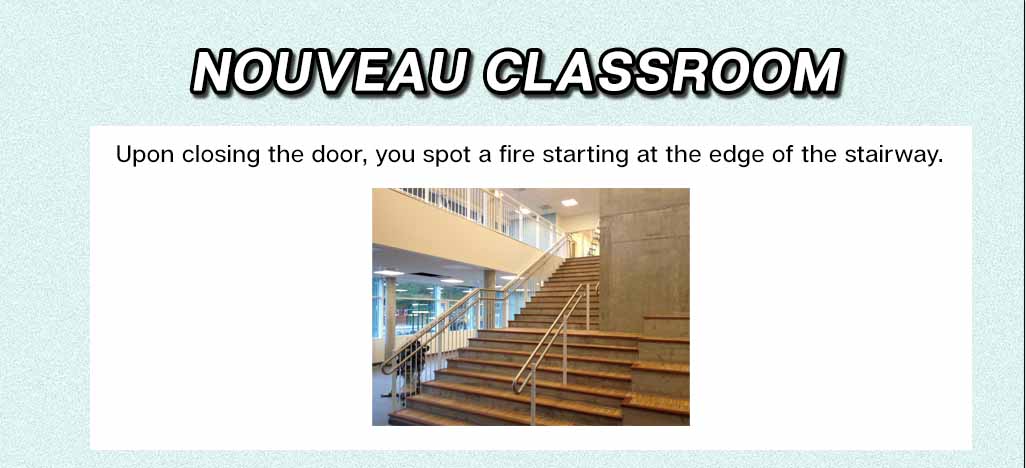 NOUVEAU CLASSROOM
Upon closing the door, you spot a fire starting at the edge of the stairway.